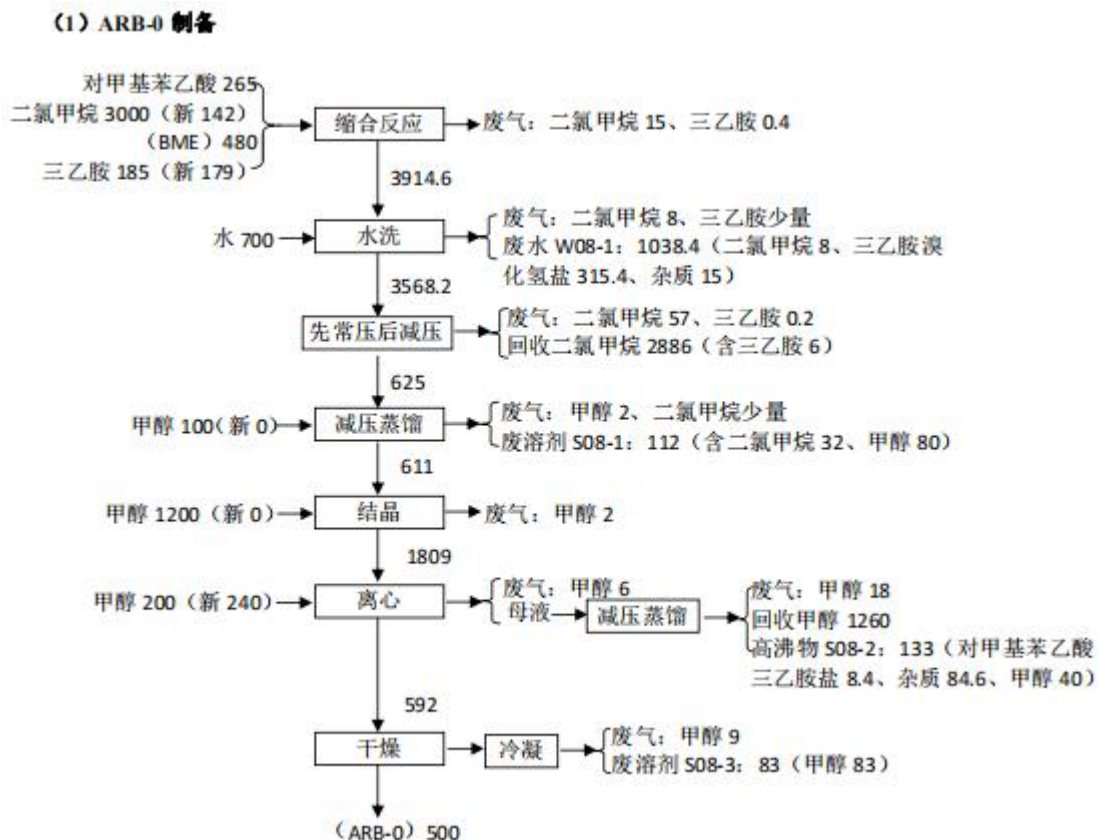 （1）ARB-0 制备
对甲基苯乙酸 265
二氯甲烷 3000（新 142）
（BME）480
三乙胺 185（新 179）
缩合反应
废气：二氯甲烷 15、三乙胺 0.4
3914.6
水 700
水洗
废气：二氯甲烷 8、三乙胺少量
废水 W08-1：1038.4（二氯甲烷 8、三乙胺溴
化氢盐 315.4、杂质 15）
3568.2
先常压后减压
废气：二氯甲烷 57、三乙胺 0.2
回收二氯甲烷 2886（含三乙胺 6）
625
甲醇 100（新 0）
减压蒸馏
废气：甲醇 2、二氯甲烷少量
废溶剂 S08-1：112（含二氯甲烷 32、甲醇 80）
611
甲醇 1200（新 0）
结晶
废气：甲醇 2
1809
甲醇 200（新 240）
离心
废气：甲醇 6
母液
减压蒸馏
废气：甲醇 18
回收甲醇 1260
高沸物 S08-2：133（对甲基苯乙酸
三乙胺盐 8.4、杂质 84.6、甲醇 40）
592
干燥
冷凝
废气：甲醇 9
废溶剂 S08-3：83（甲醇 83）
（ARB-0）500